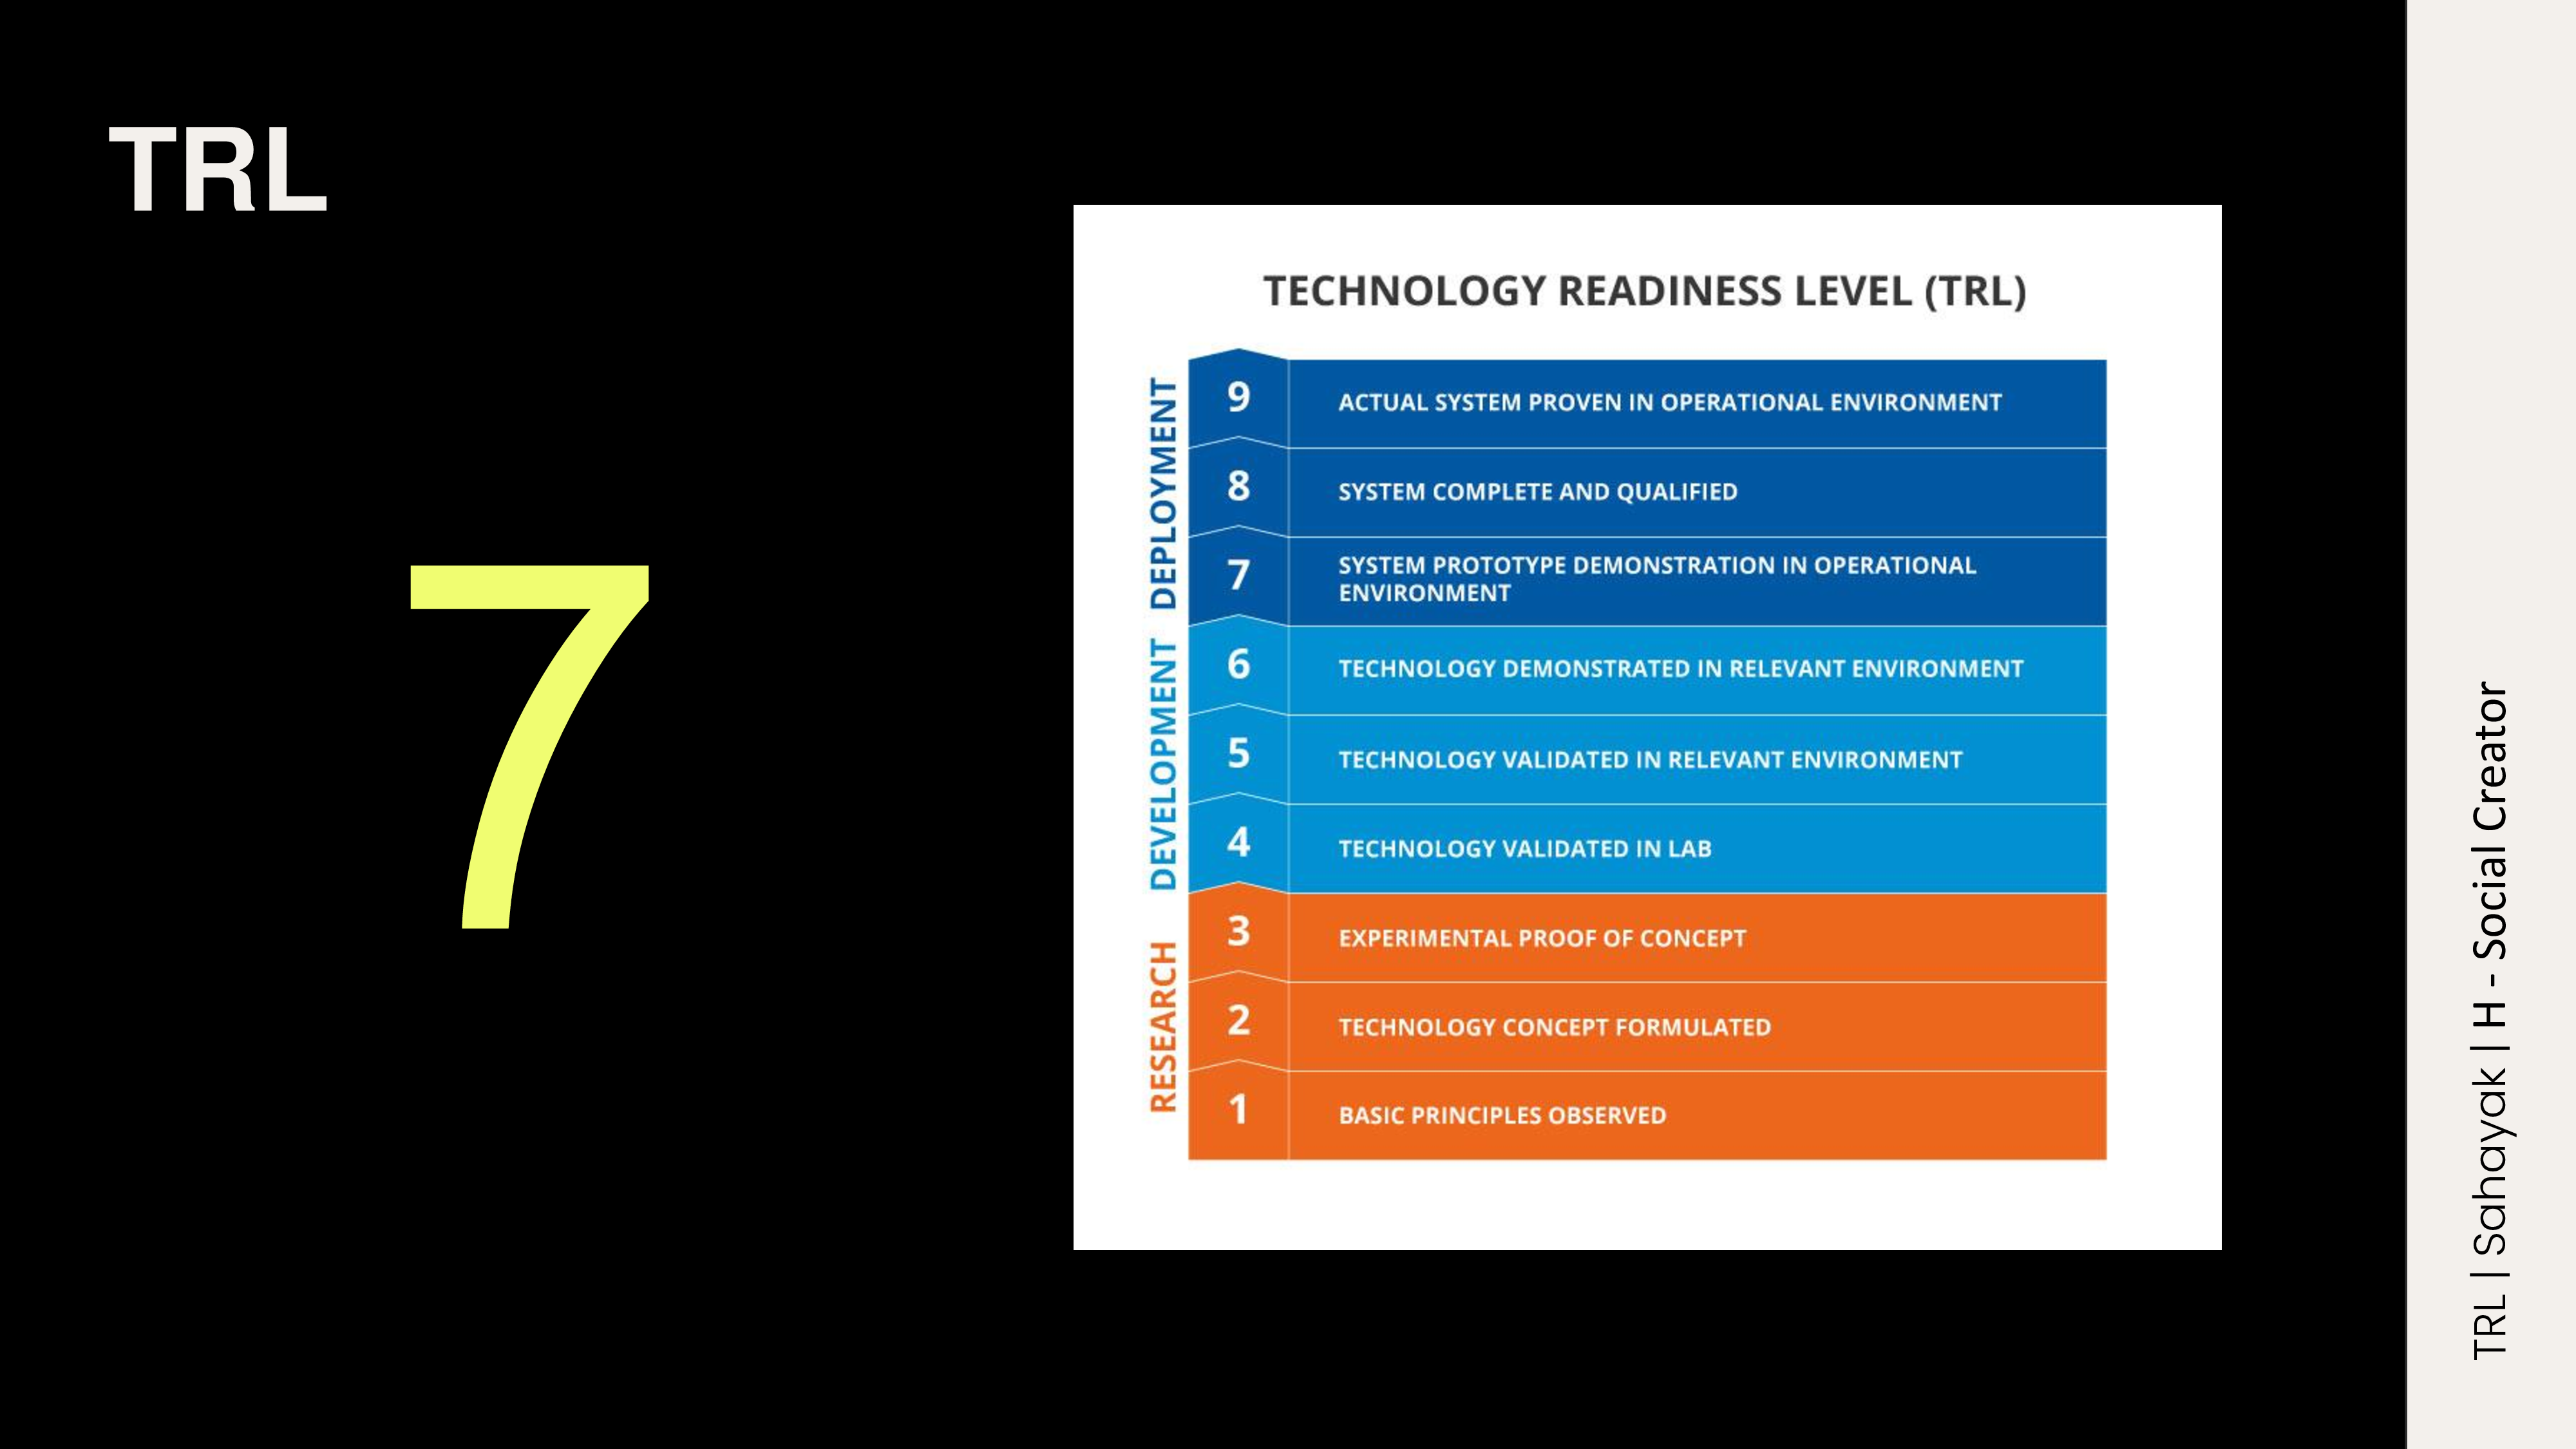 TRL
7
TECHNOLOGY READINESS LEVEL (TRL)
DEPLOYMENT
9
ACTUAL SYSTEM PROVEN IN OPERATIONAL ENVIRONMENT
8
SYSTEM COMPLETE AND QUALIFIED
7
SYSTEM PROTOTYPE DEMONSTRATION IN OPERATIONAL
ENVIRONMENT
DEVELOPMENT
6
TECHNOLOGY DEMONSTRATED IN RELEVANT ENVIRONMENT
5
TECHNOLOGY VALIDATED IN RELEVANT ENVIRONMENT
4
TECHNOLOGY VALIDATED IN LAB
RESEARCH
3
EXPERIMENTAL PROOF OF CONCEPT
2
TECHNOLOGY CONCEPT FORMULATED
1
BASIC PRINCIPLES OBSERVED
TRL | Sahayak | H - Social Creator